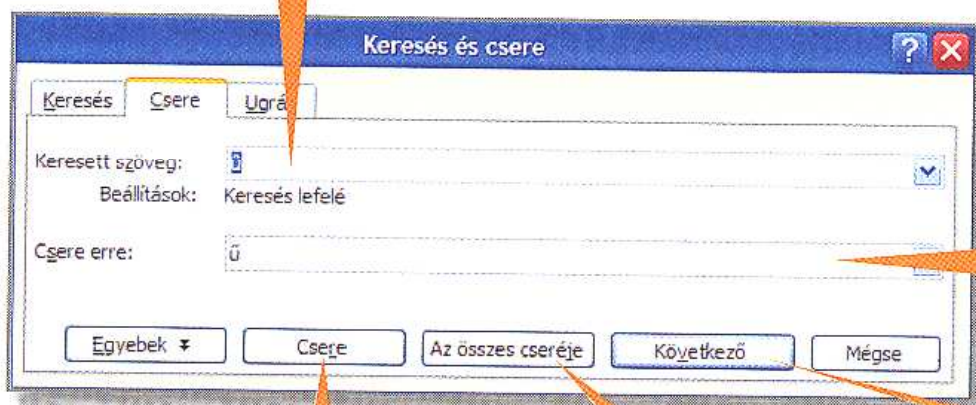 Keresés és csere
Keresés Csere
Keresett szöveg:
Beállítások: Keresés lefelé
Csere erre: ű
Egyebek Csere Az összes cseréje Következő Mégse